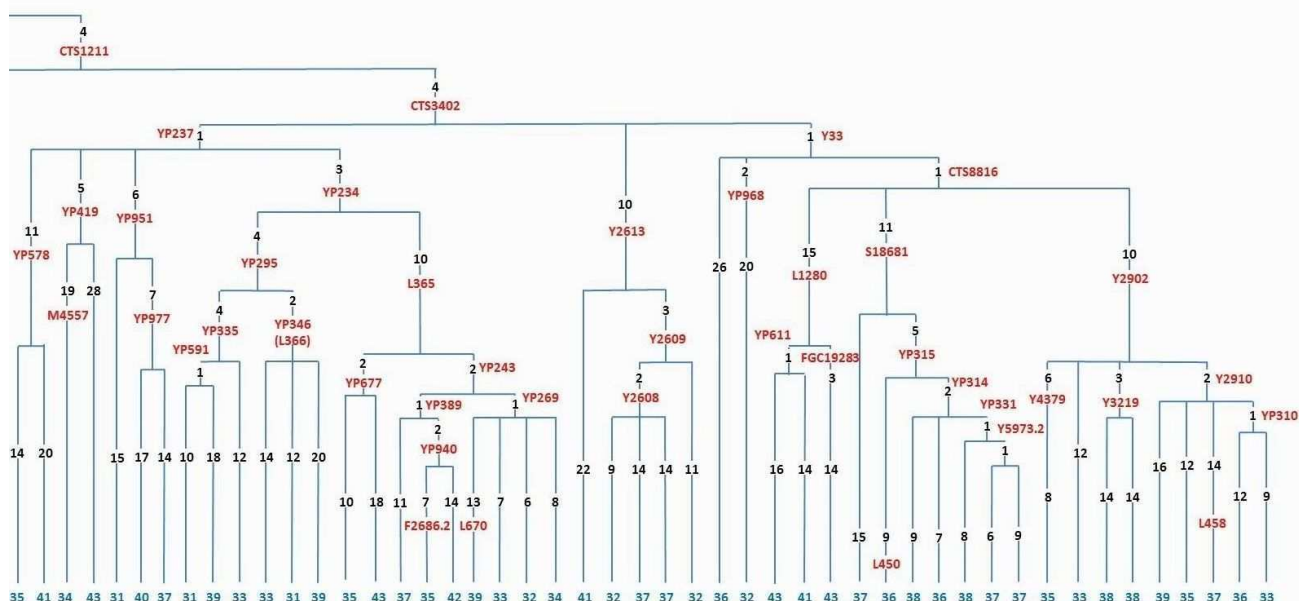 4
CTS1211
4
CTS3402
YP237 1
1 Y33
3
YP234
2
YP968
1 CTS8816
5
YP419
6
YP951
11
YP578
4
YP295
10
L365
10
Y2613
26
20
15
L1280
11
S18681
10
Y2902
19
M4557
28
7
YP977
4
YP335
2
YP346
(L366)
YP591
1
3
Y2609
YP611
1
FGC19283
3
5
YP315
2
YP677
2 YP243
2
Y2608
YP314
2
6
Y4379
3
Y3219
2 Y2910
1 YP389
1 YP269
2
YP940
YP331
1 Y5973.2
1
1 YP310
14 20 15 17 14 10 18 12 14 12 20
22 9 14 14 11 16 14 14
12 16 12 14
10 18 11 7 14 13 7 6 8
F2686.2 L670
8 14 14 12 9
L458
15 9 9 7 8 6 9
L450
35 41 34 43 31 40 37 31 39 33 33 31 39 35 43 37 35 42 39 33 32 34 41 32 37 37 32 36 32 43 41 43 37 36 38 36 38 37 37 35 33 38 38 39 35 37 36 33